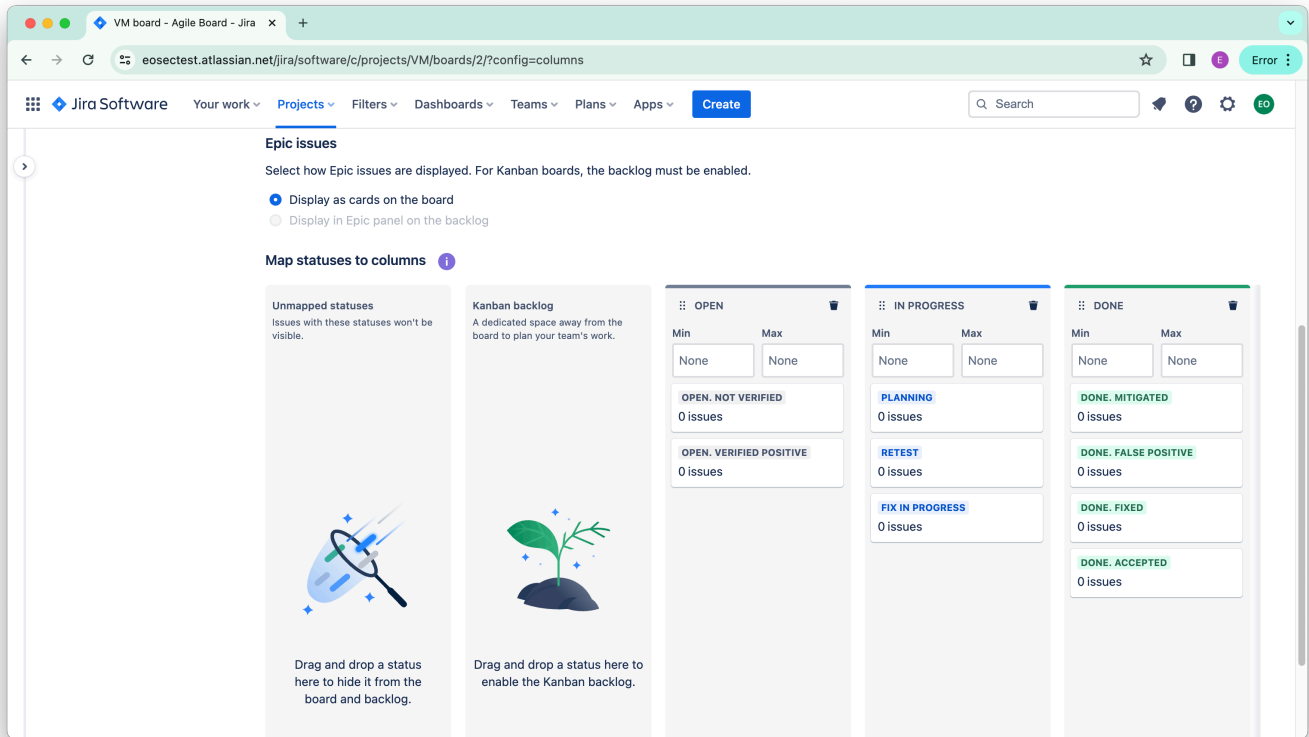 VM board - Agile Board - Jira
eosectest.atlassian.net/jira/software/c/projects/VM/boards/2/?config=columns
E
Error
Jira Software
Your work
Projects
Filters
Dashboards
Teams
Plans
Apps
Create
Search
EO
Epic issues
Select how Epic issues are displayed. For Kanban boards, the backlog must be enabled.
Display as cards on the board
Display in Epic panel on the backlog
Map statuses to columns
Unmapped statuses
Issues with these statuses won't be
visible.
Drag and drop a status
here to hide it from the
board and backlog.
Kanban backlog
A dedicated space away from the
board to plan your team's work.
Drag and drop a status here to
enable the Kanban backlog.
OPEN
Min Max
None None
OPEN. NOT VERIFIED
0 issues
OPEN. VERIFIED POSITIVE
0 issues
IN PROGRESS
Min Max
None None
PLANNING
0 issues
RETEST
0 issues
FIX IN PROGRESS
0 issues
DONE
Min Max
None None
DONE. MITIGATED
0 issues
DONE. FALSE POSITIVE
0 issues
DONE. FIXED
0 issues
DONE. ACCEPTED
0 issues